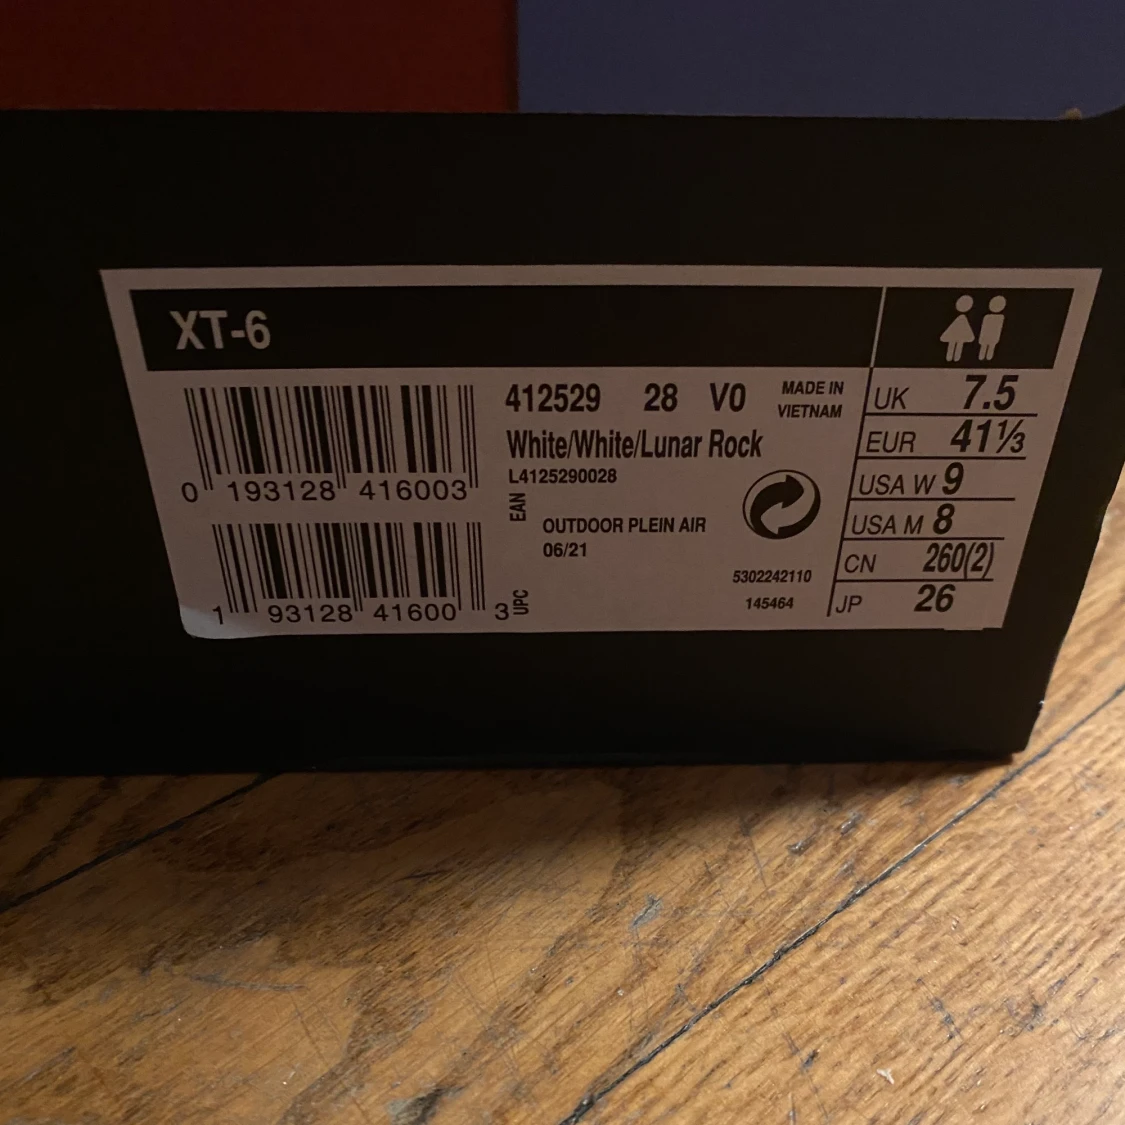 XT-6
0 193128 416003
1 93128 41600 3
412529 28 V0
White/White/Lunar Rock
L4125290028
EAN
OUTDOOR PLEIN AIR
06/21
UPC
MADE IN
VIETNAM
5302242110
145464
UK 7.5
EUR 41⅓
USA W 9
USA M 8
CN 260(2)
JP 26